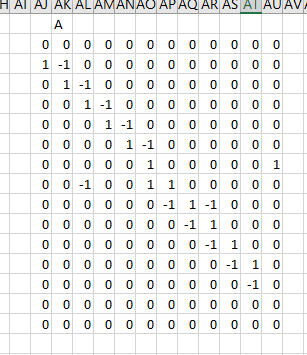 H AI AJ AK AL AM AN AO AP AQ AR AS AT AU AV
A
0 0 0 0 0 0 0 0 0 0 0 0
1 -1 0 0 0 0 0 0 0 0 0 0
0 1 -1 0 0 0 0 0 0 0 0 0
0 0 1 -1 0 0 0 0 0 0 0 0
0 0 0 1 -1 0 0 0 0 0 0 0
0 0 0 0 1 -1 0 0 0 0 0 0
0 0 0 0 0 1 0 0 0 0 0 1
0 0 -1 0 0 1 1 0 0 0 0 0
0 0 0 0 0 0 -1 1 -1 0 0 0
0 0 0 0 0 0 0 -1 1 0 0 0
0 0 0 0 0 0 0 0 -1 1 0 0
0 0 0 0 0 0 0 0 0 -1 1 0
0 0 0 0 0 0 0 0 0 0 -1 0
0 0 0 0 0 0 0 0 0 0 0 0
0 0 0 0 0 0 0 0 0 0 0 0